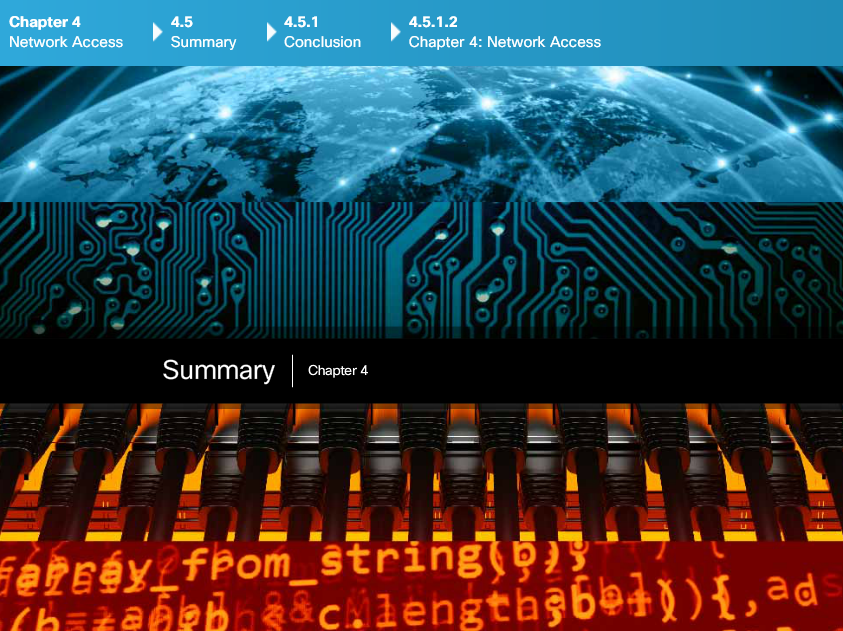 Chapter 4
Network Access
4.5
Summary
4.5.1
Conclusion
4.5.1.2
Chapter 4: Network Access
Summary
Chapter 4
array_from_string(b);
c.length;